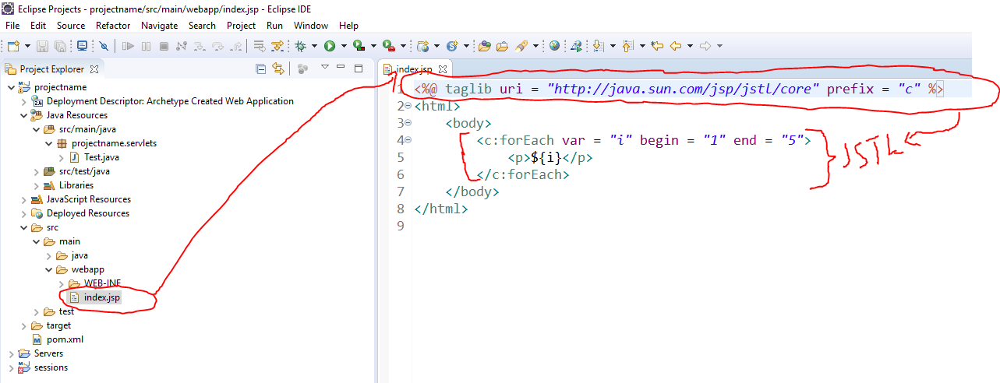 Eclipse Projects - projectname/src/main/webapp/index.jsp - Eclipse IDE
File Edit Source Refactor Navigate Search Project Run Window Help
Project Explorer
projectname
Deployment Descriptor: Archetype Created Web Application
Java Resources
src/main/java
projectname.servlets
Test.java
src/test/java
Libraries
JavaScript Resources
Deployed Resources
src
main
java
webapp
WEB-INF
index.jsp
test
target
pom.xml
Servers
sessions
index.jsp
1 <%@ taglib uri = "http://java.sun.com/jsp/jstl/core" prefix = "c" %>
2 <html>
3 <body>
4 <c:forEach var = "i" begin = "1" end = "5">
5 <p>${i}</p>
6 </c:forEach>
7 </body>
8 </html>
9
JSTL